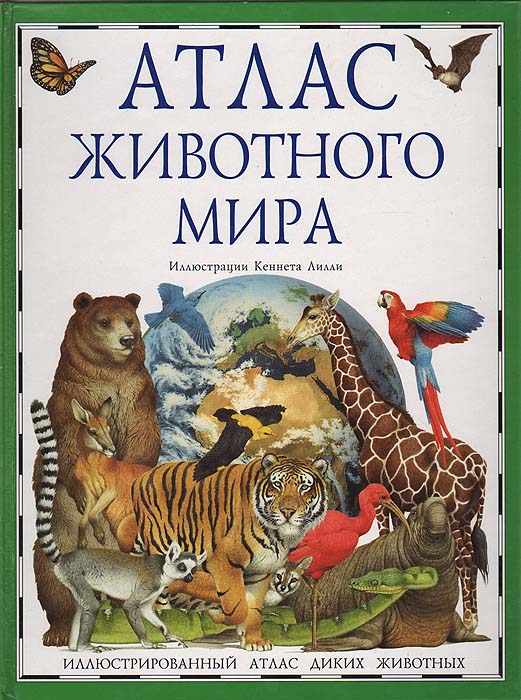 АТЛАС
ЖИВОТНОГО
МИРА
Иллюстрации Кеннета Лилли
ИЛЛЮСТРИРОВАННЫЙ АТЛАС ДИКИХ ЖИВОТНЫХ